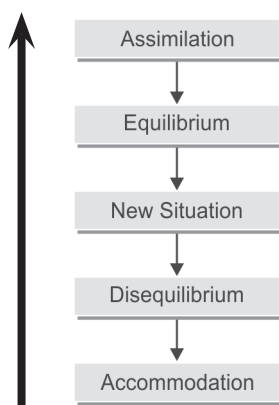 Assimilation
Equilibrium
New Situation
Disequilibrium
Accommodation